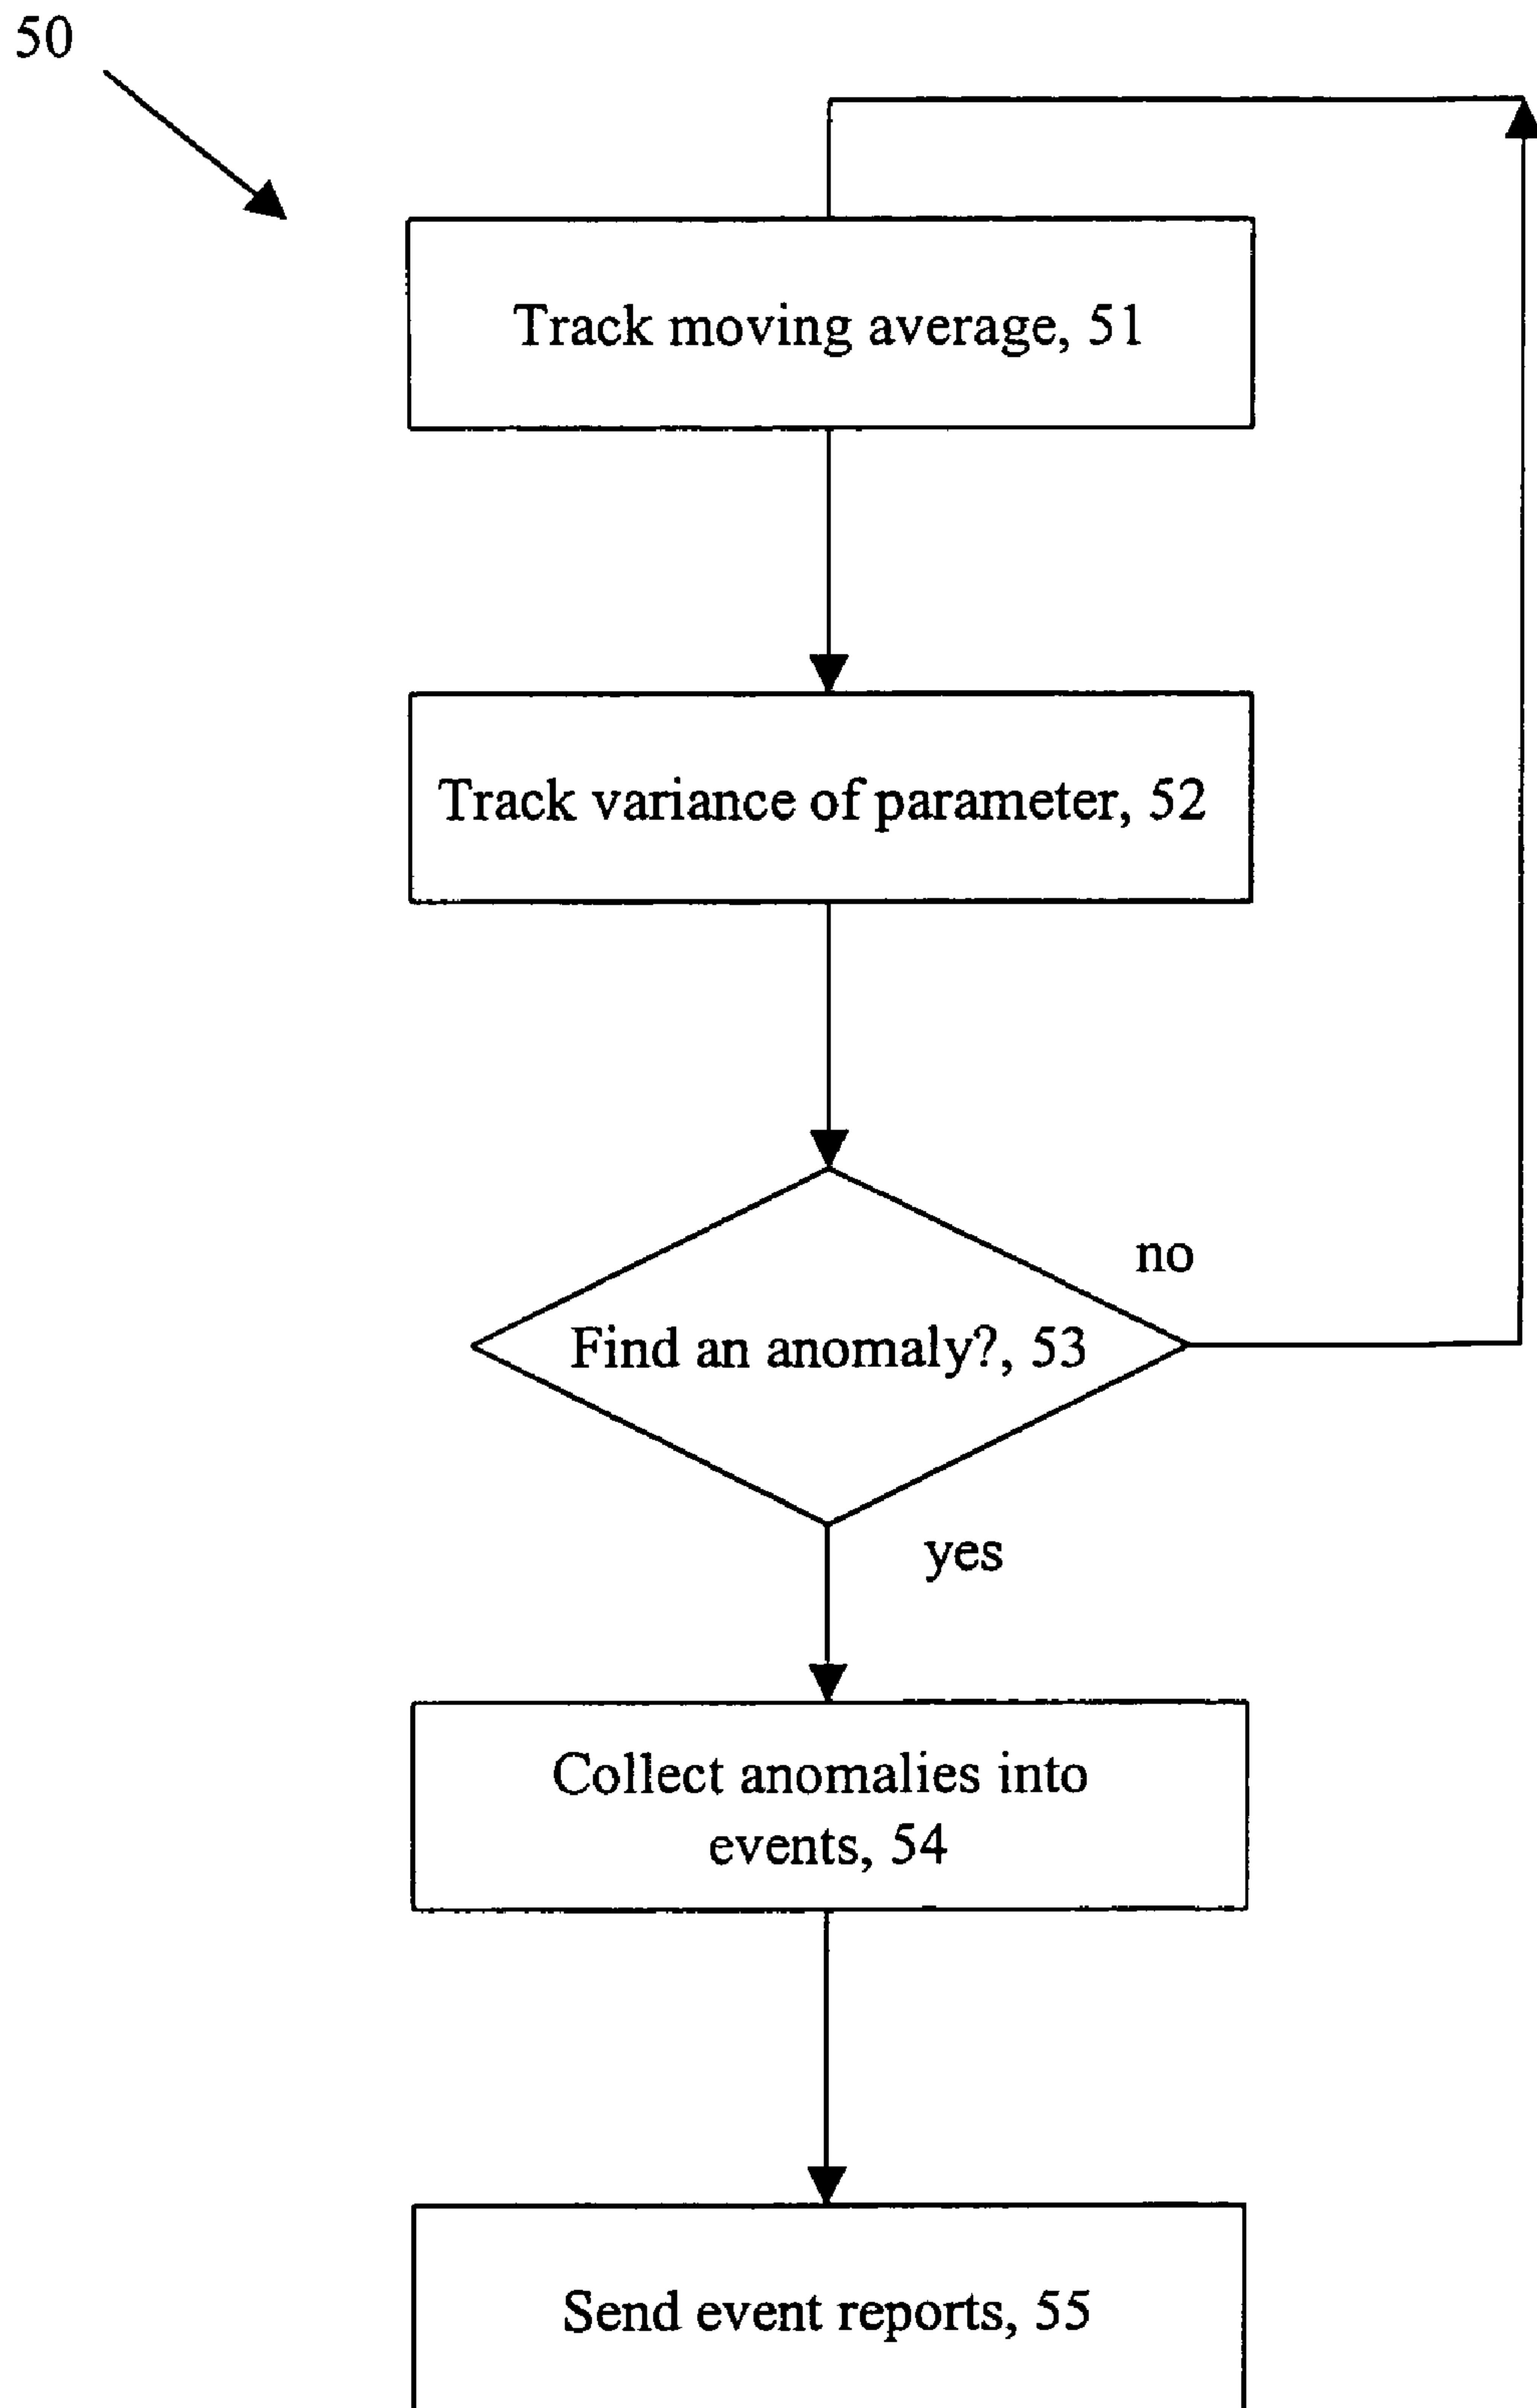 50
Track moving average, 51
Track variance of parameter, 52
no
Find an anomaly?, 53
yes
Collect anomalies into
events, 54
Send event reports, 55